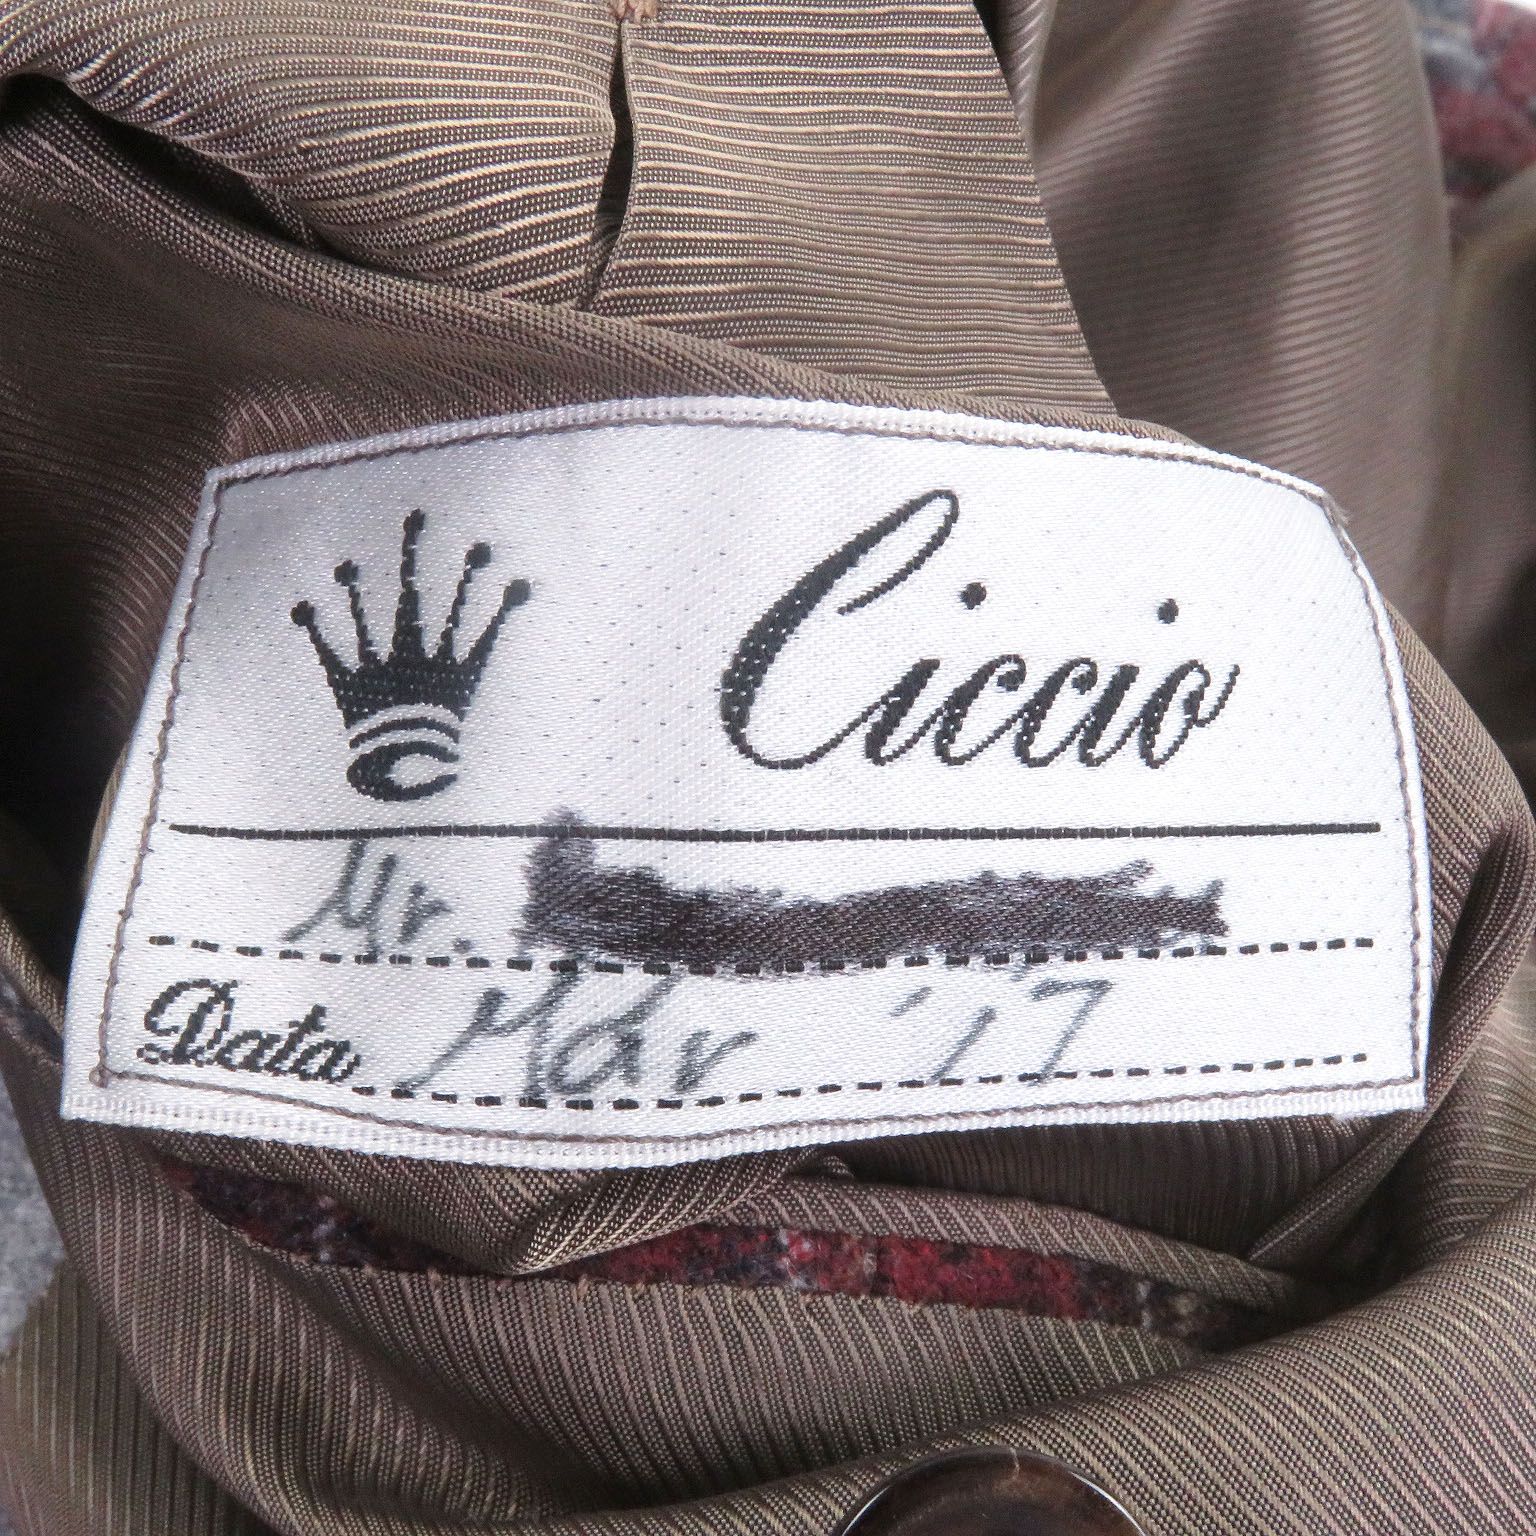 Ciccio
Mr.
Data Mar '17